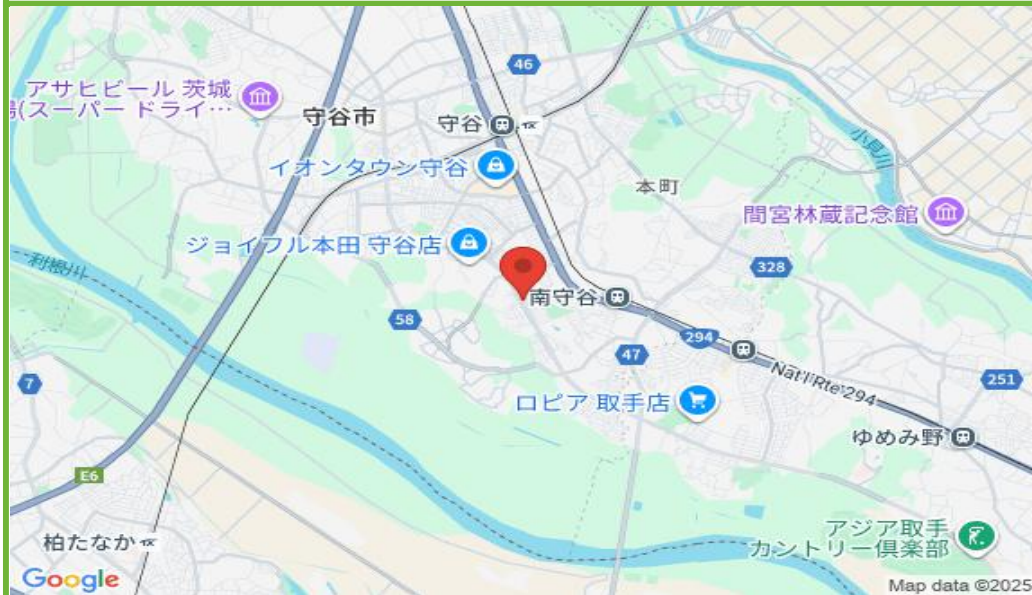 46
アサヒビール 茨城
場(スーパー ドライ…
守谷市
守谷
イオンタウン守谷
本町
小貝川
間宮林蔵記念館
ジョイフル本田 守谷店
利根川
328
南守谷
58
294
47
7
Nat'l Rte 294
251
ロピア 取手店
ゆめみ野
E6
アジア取手
カントリー倶楽部
柏たなか
Google
Map data ©2025